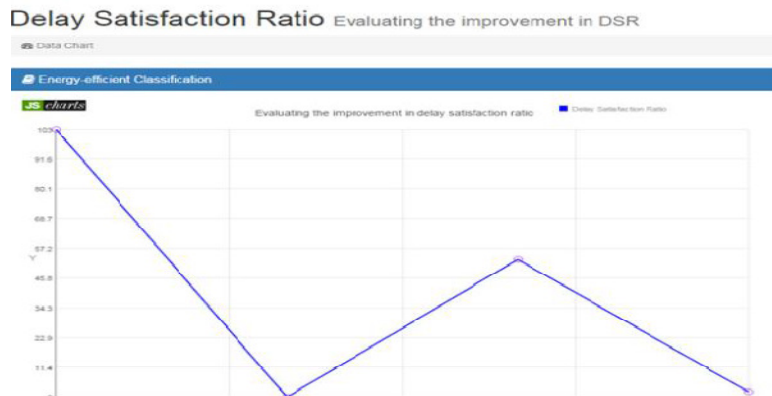 Delay Satisfaction Ratio Evaluating the improvement in DSR
Data Chart
Energy-efficient Classification
JS charts
Evaluating the improvement in delay satisfaction ratio
Delay Satisfaction Ratio
103
91.6
80.1
68.7
57.2
Y
45.8
34.3
22.9
11.4